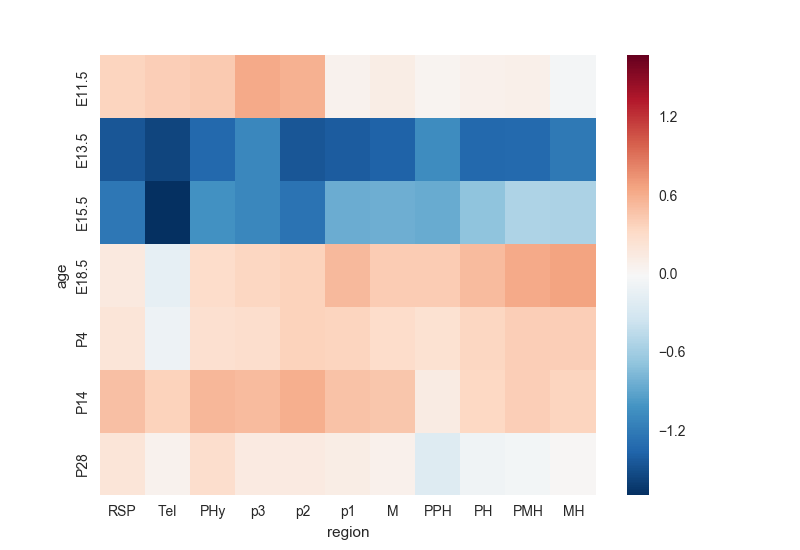 E11.5
E13.5
E15.5
E18.5
P4
P14
P28
age
RSP Tel PHy p3 p2 p1 M PPH PH PMH MH
region
1.2
0.6
0.0
−0.6
−1.2